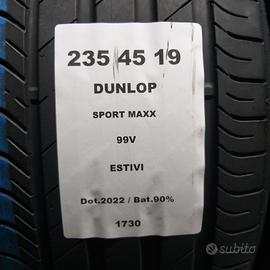 235 45 19
DUNLOP
SPORT MAXX
99V
ESTIVI
Dot.2022 / Bat.90%
1730
subito